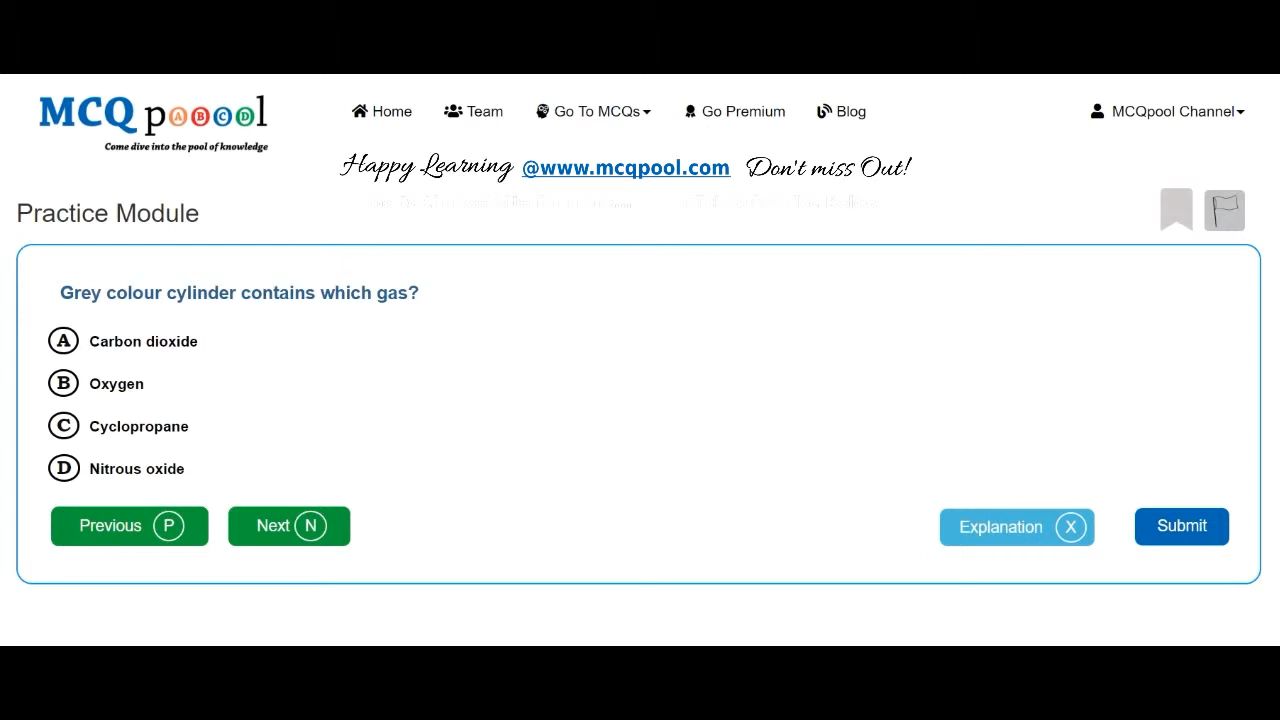 MCQ pooool
Come dive into the pool of knowledge
Home Team Go To MCQs Go Premium Blog MCQpool Channel
Happy Learning @www.mcqpool.com Don't miss Out!
Practice Module
Grey colour cylinder contains which gas?
A Carbon dioxide
B Oxygen
C Cyclopropane
D Nitrous oxide
Previous P Next N Explanation X Submit